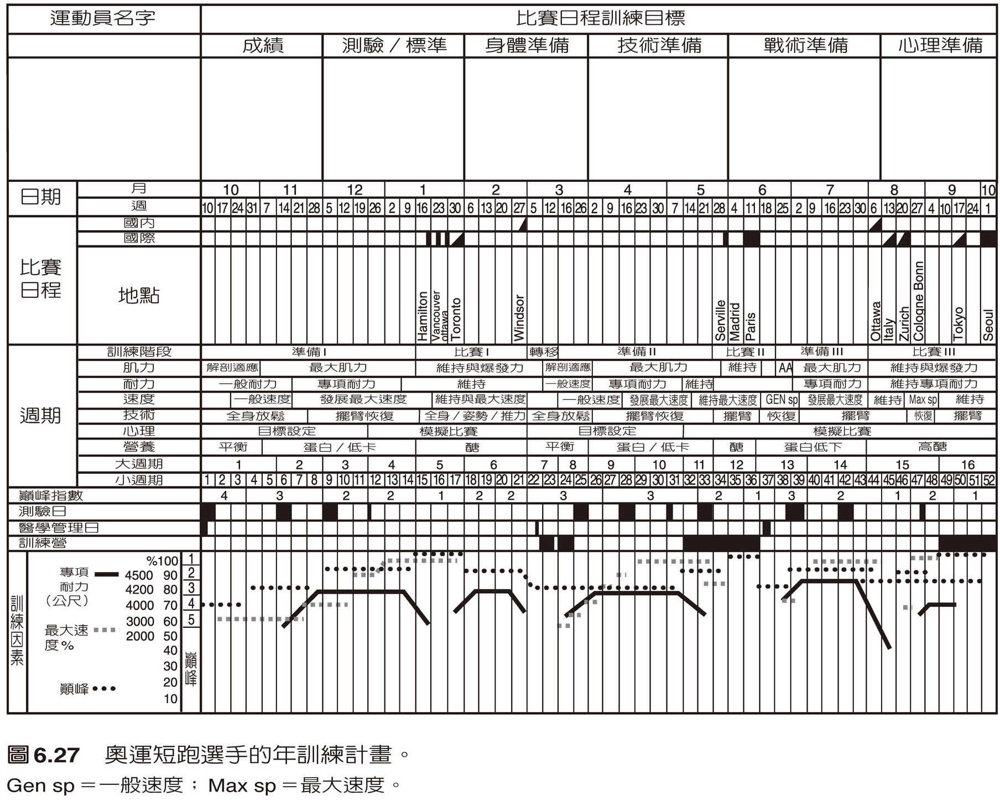 運動員名字 比賽日程訓練目標
成績 測驗／標準 身體準備 技術準備 戰術準備 心理準備
日期 月 10 11 12 1 2 3 4 5 6 7 8 9 10
週 10 17 24 31 7 14 21 28 5 12 19 26 2 9 16 23 30 6 13 20 27 5 12 16 26 2 9 16 23 30 7 14 21 28 4 11 18 25 2 9 16 23 30 6 13 20 27 4 10 17 24 1
比賽日程 國內
國際
地點 Hamilton Vancouver ottawa Toronto Windsor Serville Madrid Paris Ottawa Italy Zurich Cologne Bonn Tokyo Seoul
週期 訓練階段 準備 I 比賽 I 轉移 準備 II 比賽 II 準備 III 比賽 III
肌力 解剖適應 最大肌力 維持與爆發力 解剖適應 最大肌力 維持 AA 最大肌力 維持與爆發力
耐力 一般耐力 專項耐力 維持 一般速度 專項耐力 維持 專項耐力 維持專項耐力
速度 一般速度 發展最大速度 維持與最大速度 一般速度 發展最大速度 維持最大速度 GEN sp 發展最大速度 維持 Max sp 維持
技術 全身放鬆 擺臂恢復 全身／姿勢／推力 全身放鬆 擺臂恢復 擺臂 恢復 擺臂 恢復 擺臂
心理 目標設定 模擬比賽 目標設定 模擬比賽
營養 平衡 蛋白／低卡 醣 平衡 蛋白／低卡 醣 蛋白低下 高醣
大週期 1 2 3 4 5 6 7 8 9 10 11 12 13 14 15 16
小週期 1 2 3 4 5 6 7 8 9 10 11 12 13 14 15 16 17 18 19 20 21 22 23 24 25 26 27 28 29 30 31 32 33 34 35 36 37 38 39 40 41 42 43 44 45 46 47 48 49 50 51 52
巔峰指數 4 3 2 2 1 2 2 3 3 2 1 3 2 1 2 1
測驗日
醫學管理日
訓練營
訓練因素
%100 1
專項 4500 90 2
耐力 4200 80 3
（公尺） 4000 70 4
3000 60 5
最大速 2000 50
度%
40
30
20
巔峰
10
巔峰
圖 6.27 奧運短跑選手的年訓練計畫。
Gen sp＝一般速度；Max sp＝最大速度。